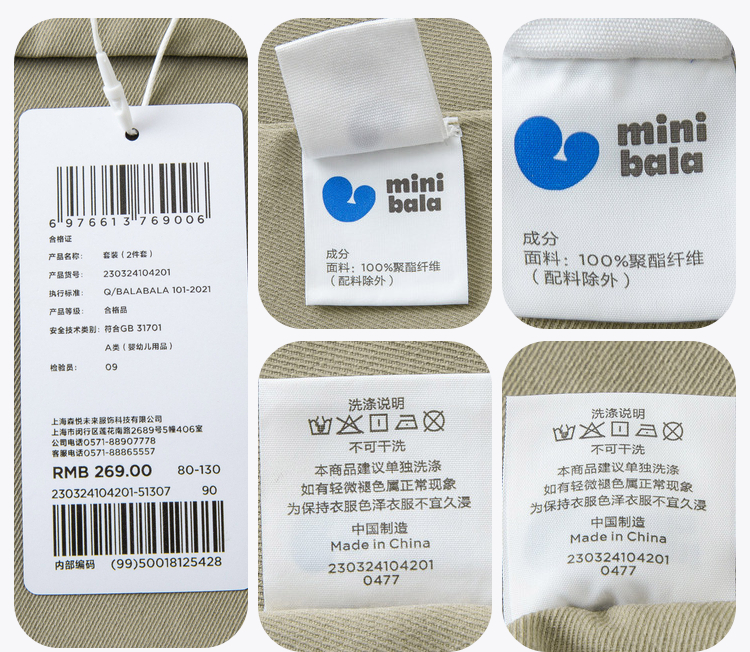 6 976613 769006
合格证
产品名称: 套装(2件套)
产品货号: 230324104201
执行标准: Q/BALABALA 101-2021
产品等级: 合格品
安全技术类别: 符合GB 31701
A类(婴幼儿用品)
检验员: 09
上海森悦未来服饰科技有限公司
上海市闵行区莲花南路2689号5幢406室
公司电话0571-88907778
客服电话0571-88865557
RMB 269.00 80-130
230324104201-51307 90
内部编码 (99)50018125428
mini
bala
成分
面料: 100%聚酯纤维
(配料除外)
mini
bala
成分
面料: 100%聚酯纤维
(配料除外)
洗涤说明
不可干洗
本商品建议单独洗涤
如有轻微褪色属正常现象
为保持衣服色泽衣服不宜久浸
中国制造
Made in China
230324104201
0477
洗涤说明
不可干洗
本商品建议单独洗涤
如有轻微褪色属正常现象
为保持衣服色泽衣服不宜久浸
中国制造
Made in China
230324104201
0477